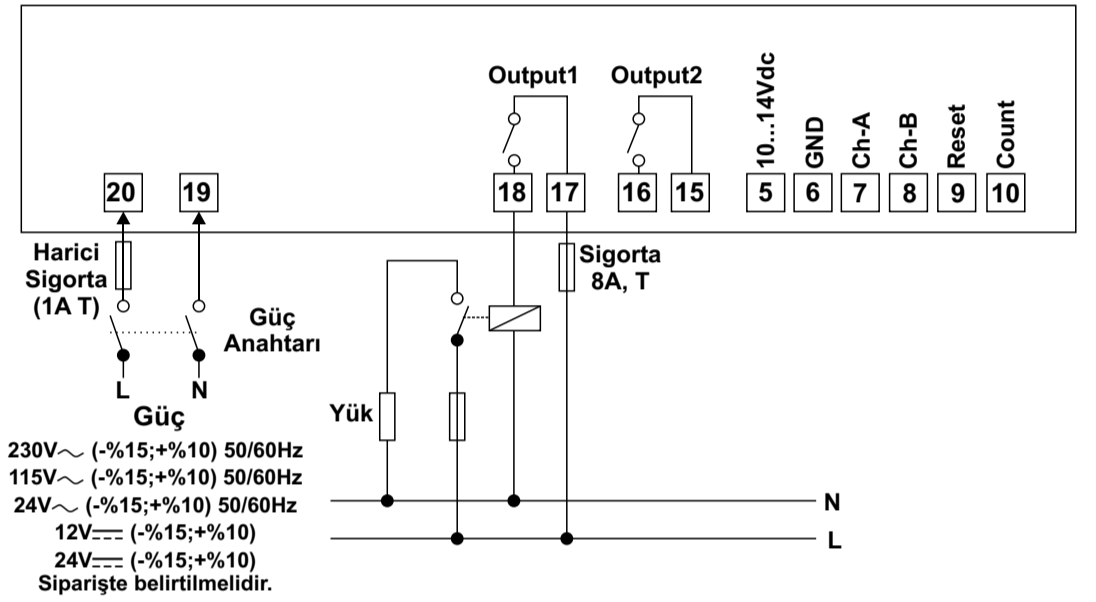 Output1 Output2
10...14Vdc
GND
Ch-A
Ch-B
Reset
Count
20 19 18 17 16 15 5 6 7 8 9 10
Harici
Sigorta
(1A T)
Güç
Anahtarı
L N
Güç
230V～ (-%15;+%10) 50/60Hz
115V～ (-%15;+%10) 50/60Hz
24V～ (-%15;+%10) 50/60Hz
12V⎓ (-%15;+%10)
24V⎓ (-%15;+%10)
Siparişte belirtilmelidir.
Sigorta
8A, T
Yük
N
L